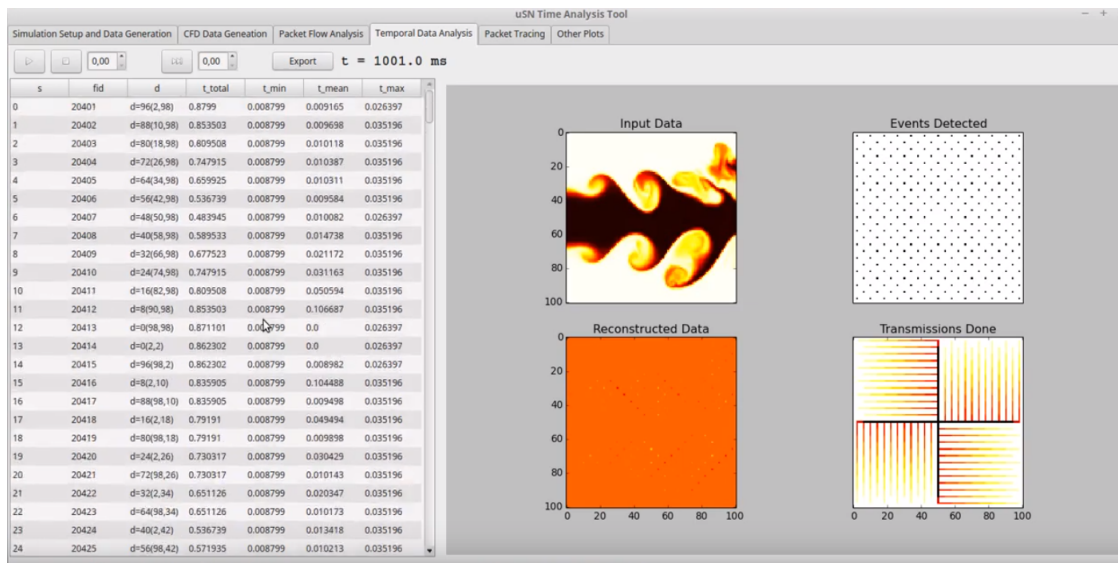 uSN Time Analysis Tool
Simulation Setup and Data Generation CFD Data Geneation Packet Flow Analysis Temporal Data Analysis Packet Tracing Other Plots
0,00 0,00 Export t = 1001.0 ms
s fid d t_total t_min t_mean t_max
0 20401 d=96(2,98) 0.8799 0.008799 0.009165 0.026397
1 20402 d=88(10,98) 0.853503 0.008799 0.009698 0.035196
2 20403 d=80(18,98) 0.809508 0.008799 0.010118 0.035196
3 20404 d=72(26,98) 0.747915 0.008799 0.010387 0.035196
4 20405 d=64(34,98) 0.659925 0.008799 0.010311 0.035196
5 20406 d=56(42,98) 0.536739 0.008799 0.009584 0.035196
6 20407 d=48(50,98) 0.483945 0.008799 0.010082 0.026397
7 20408 d=40(58,98) 0.589533 0.008799 0.014738 0.035196
8 20409 d=32(66,98) 0.677523 0.008799 0.021172 0.035196
9 20410 d=24(74,98) 0.747915 0.008799 0.031163 0.035196
10 20411 d=16(82,98) 0.809508 0.008799 0.050594 0.035196
11 20412 d=8(90,98) 0.853503 0.008799 0.106687 0.035196
12 20413 d=0(98,98) 0.871101 0.008799 0.0 0.026397
13 20414 d=0(2,2) 0.862302 0.008799 0.0 0.026397
14 20415 d=96(98,2) 0.862302 0.008799 0.008982 0.026397
15 20416 d=8(2,10) 0.835905 0.008799 0.104488 0.035196
16 20417 d=88(98,10) 0.835905 0.008799 0.009498 0.035196
17 20418 d=16(2,18) 0.79191 0.008799 0.049494 0.035196
18 20419 d=80(98,18) 0.79191 0.008799 0.009898 0.035196
19 20420 d=24(2,26) 0.730317 0.008799 0.030429 0.035196
20 20421 d=72(98,26) 0.730317 0.008799 0.010143 0.035196
21 20422 d=32(2,34) 0.651126 0.008799 0.020347 0.035196
22 20423 d=64(98,34) 0.651126 0.008799 0.010173 0.035196
23 20424 d=40(2,42) 0.536739 0.008799 0.013418 0.035196
24 20425 d=56(98,42) 0.571935 0.008799 0.010213 0.035196
Input Data
0
20
40
60
80
100
Events Detected
Reconstructed Data
0
20
40
60
80
100
0 20 40 60 80 100
Transmissions Done
0 20 40 60 80 100